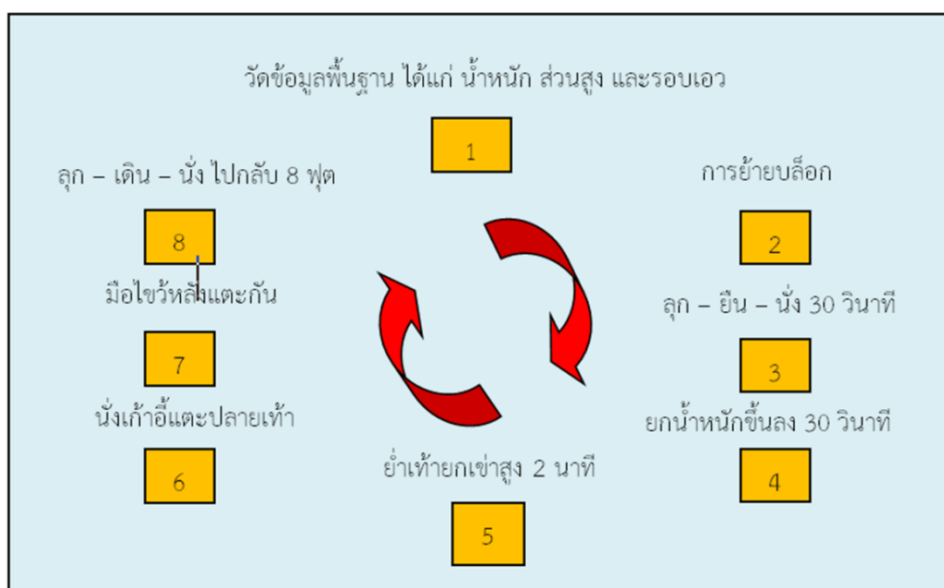 วัดข้อมูลพื้นฐาน ได้แก่ น้ำหนัก ส่วนสูง และรอบเอว
1
การย้ายบล็อก
2
ลุก – ยืน – นั่ง 30 วินาที
3
ยกน้ำหนักขึ้นลง 30 วินาที
4
ย่ำเท้ายกเข่าสูง 2 นาที
5
นั่งเก้าอี้แตะปลายเท้า
6
มือไขว้หลังแตะกัน
7
ลุก – เดิน – นั่ง ไปกลับ 8 ฟุต
8